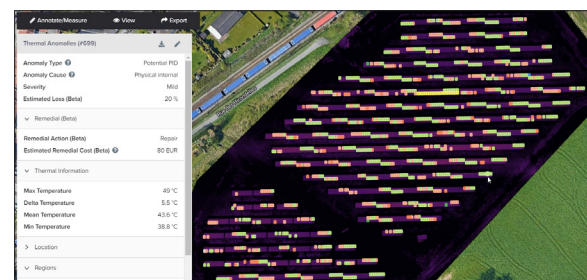 Annotate/Measure View Export
Thermal Anomalies (#699)
Anomaly Type Potential PID
Anomaly Cause Physical internal
Severity Mild
Estimated Loss (Beta) 20 %
Remedial (Beta)
Remedial Action (Beta) Repair
Estimated Remedial Cost (Beta) 80 EUR
Thermal Information
Max Temperature 49 °C
Delta Temperature 5.5 °C
Mean Temperature 43.6 °C
Min Temperature 38.8 °C
Location
Regions